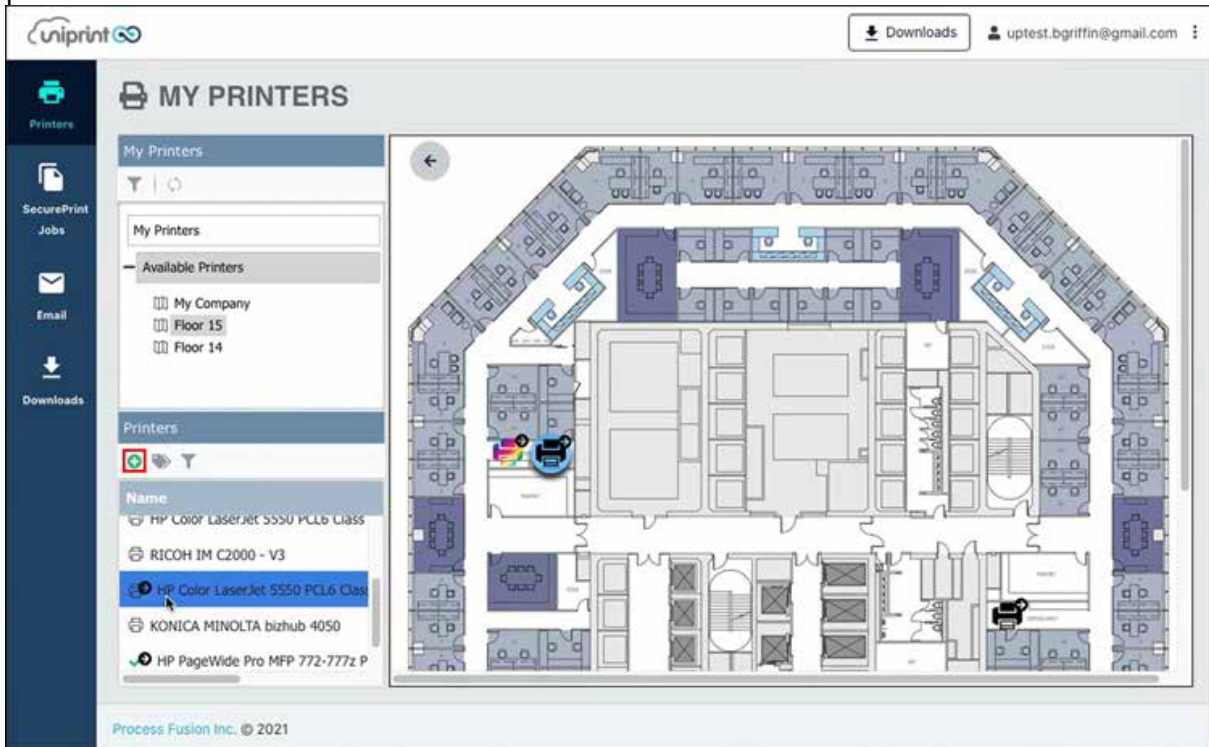 uniprint
Downloads
uptest.bgriffin@gmail.com
Printers
MY PRINTERS
My Printers
SecurePrint
Jobs
My Printers
Available Printers
My Company
Floor 15
Floor 14
Email
Downloads
Printers
Name
HP Color LaserJet 5550 PCL6 Class
RICOH IM C2000 - V3
HP Color LaserJet 5550 PCL6 Clas
KONICA MINOLTA bizhub 4050
HP PageWide Pro MFP 772-777z P
Process Fusion Inc. © 2021